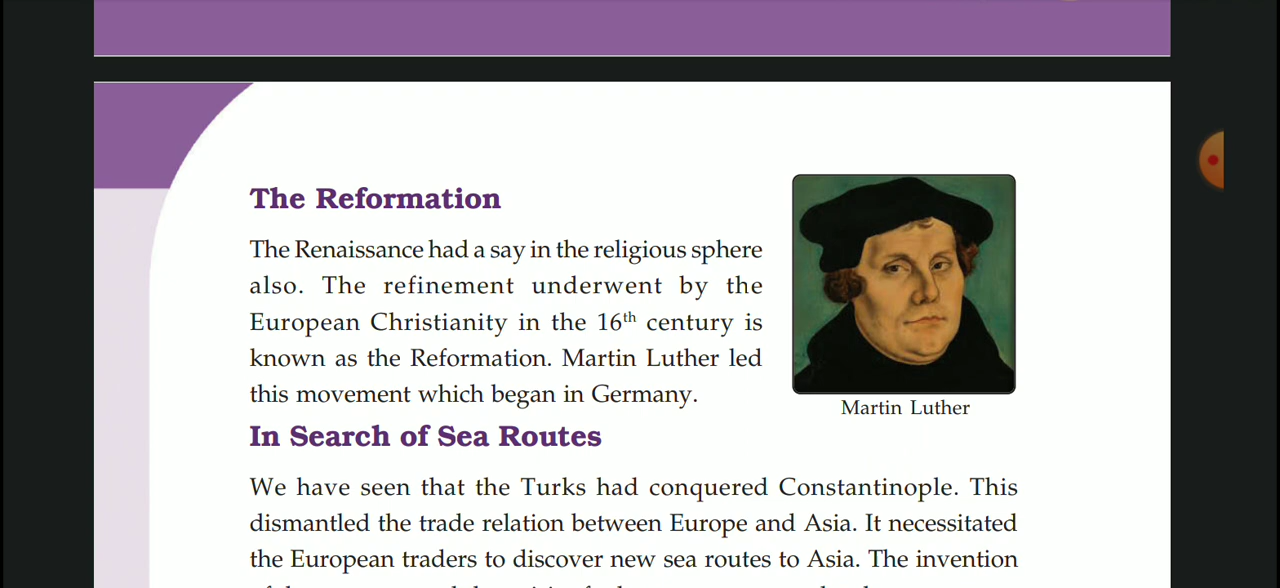 The Reformation
The Renaissance had a say in the religious sphere
also. The refinement underwent by the
European Christianity in the 16th century is
known as the Reformation. Martin Luther led
this movement which began in Germany.
Martin Luther
In Search of Sea Routes
We have seen that the Turks had conquered Constantinople. This
dismantled the trade relation between Europe and Asia. It necessitated
the European traders to discover new sea routes to Asia. The invention